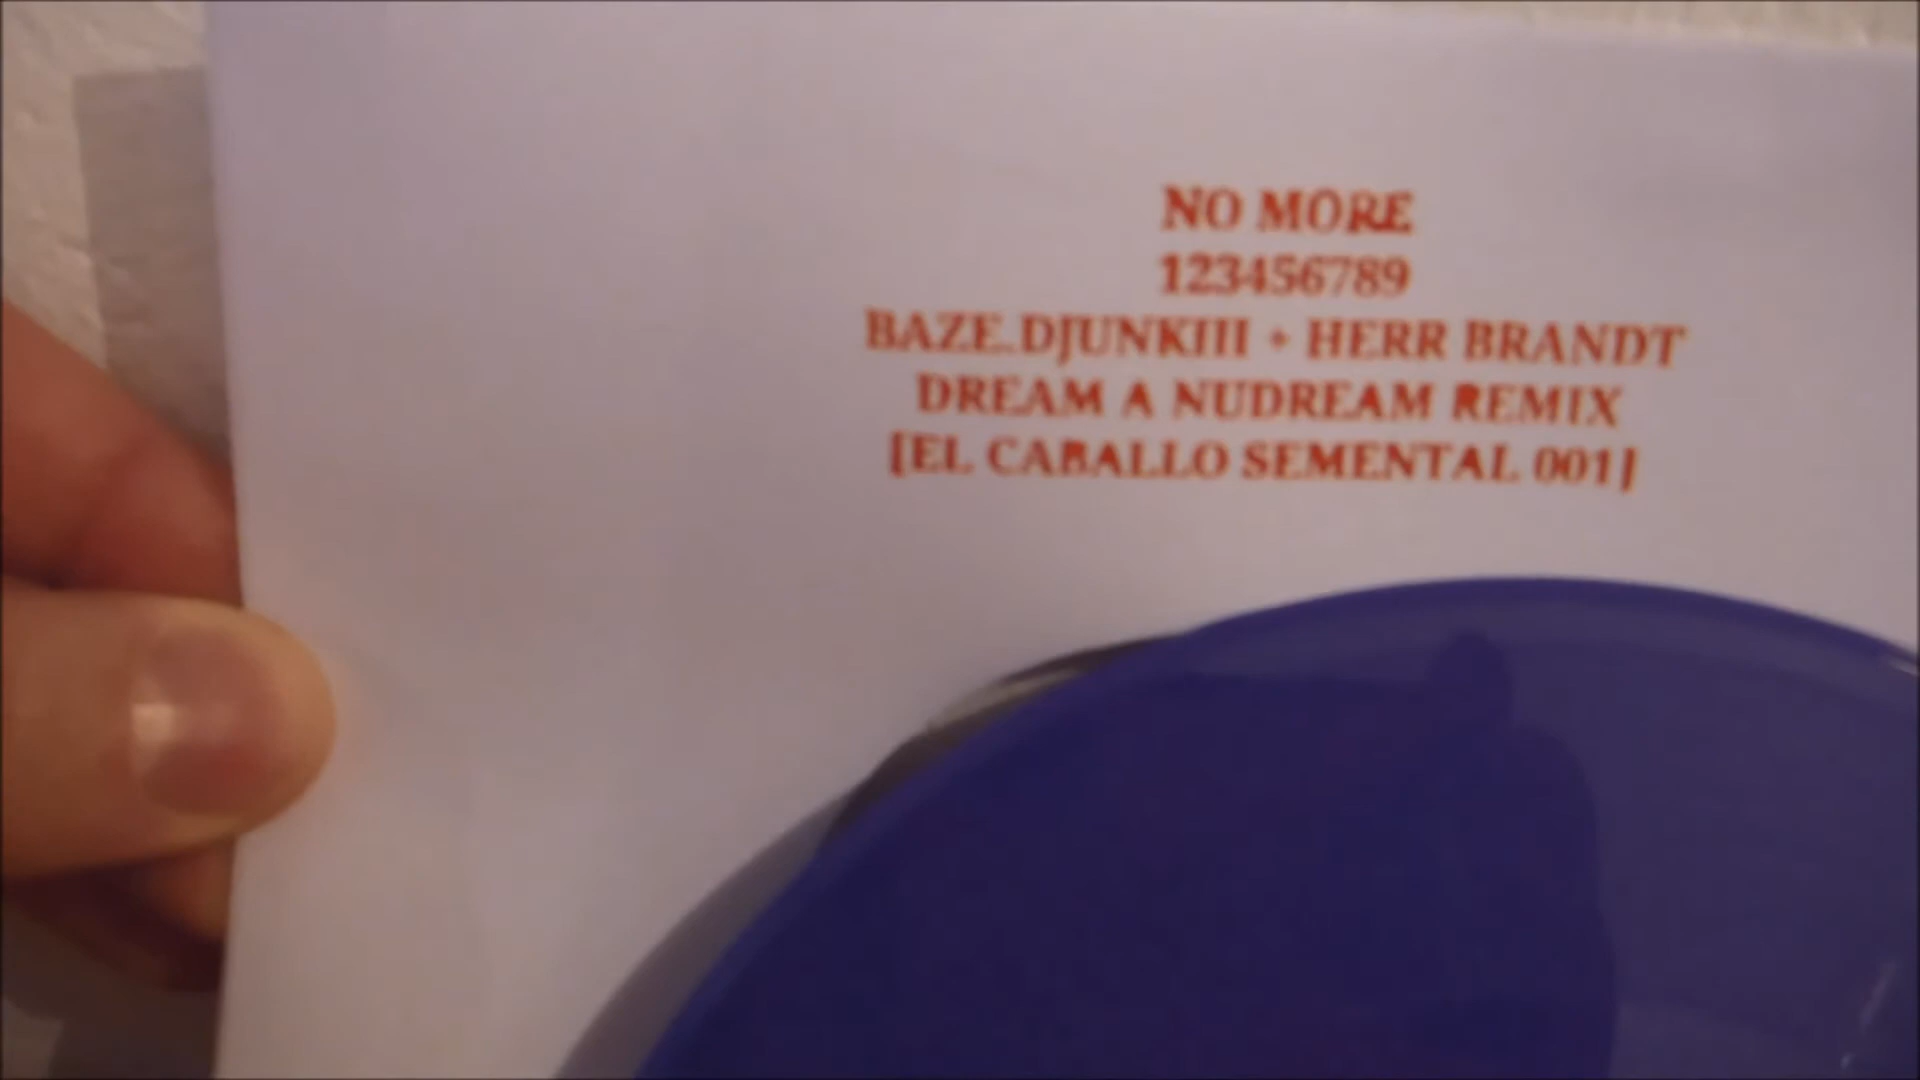 NO MORE
123456789
BAZE.DJUNKIII + HERR BRANDT
DREAM A NUDREAM REMIX
[EL CABALLO SEMENTAL 001]